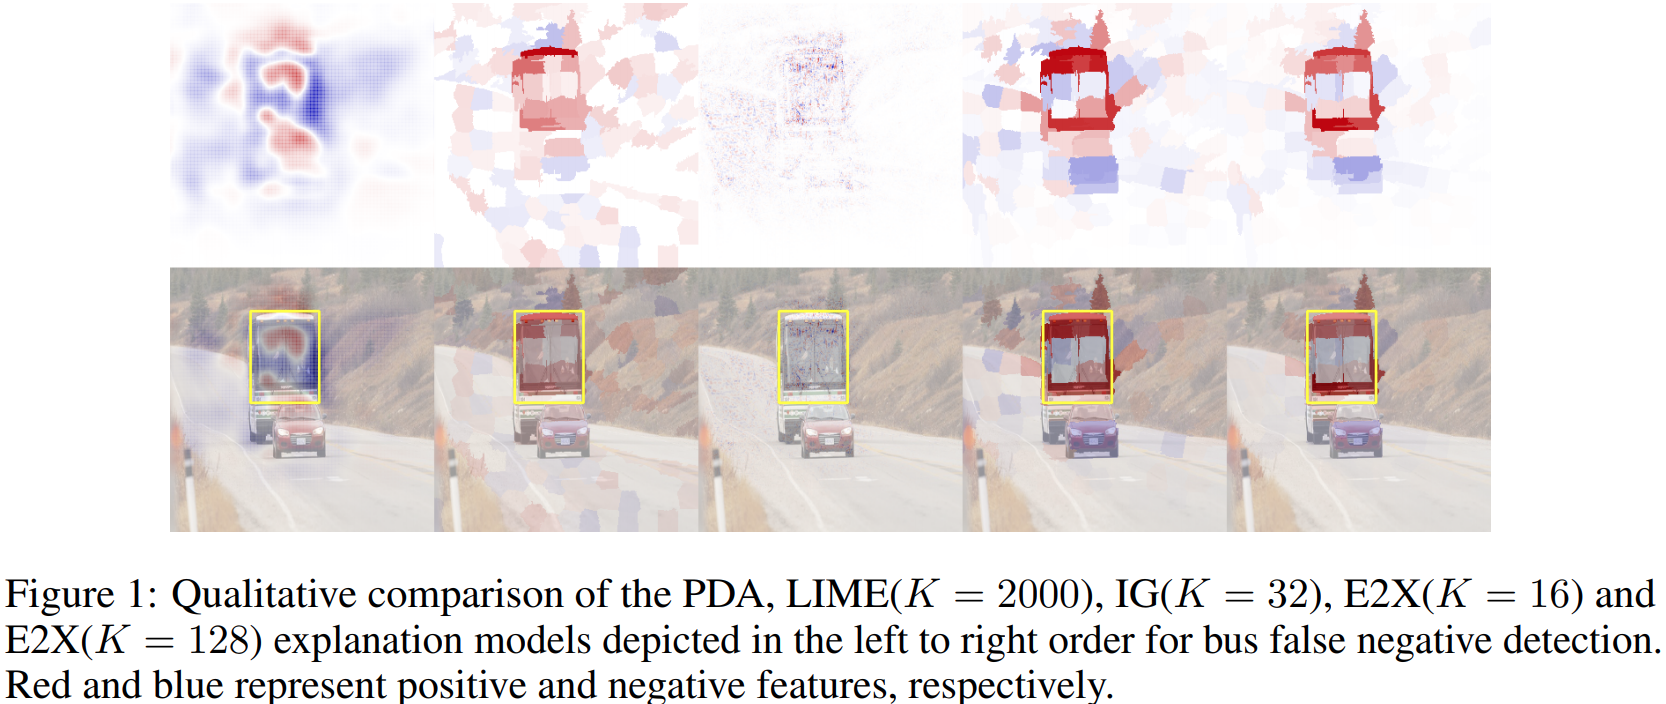 Figure 1: Qualitative comparison of the PDA, LIME(K = 2000), IG(K = 32), E2X(K = 16) and
E2X(K = 128) explanation models depicted in the left to right order for bus false negative detection.
Red and blue represent positive and negative features, respectively.